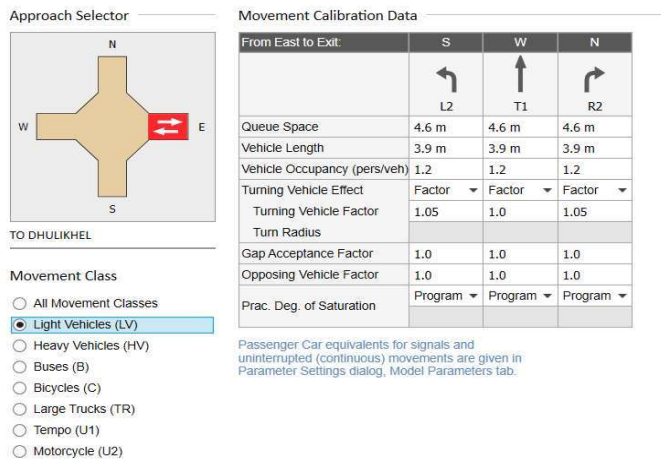 Approach Selector
N
W
E
S
TO DHULIKHEL
Movement Class
All Movement Classes
Light Vehicles (LV)
Heavy Vehicles (HV)
Buses (B)
Bicycles (C)
Large Trucks (TR)
Tempo (U1)
Motorcycle (U2)
Movement Calibration Data
From East to Exit: S W N
L2 T1 R2
Queue Space 4.6 m 4.6 m 4.6 m
Vehicle Length 3.9 m 3.9 m 3.9 m
Vehicle Occupancy (pers/veh) 1.2 1.2 1.2
Turning Vehicle Effect Factor Factor Factor
Turning Vehicle Factor 1.05 1.0 1.05
Turn Radius
Gap Acceptance Factor 1.0 1.0 1.0
Opposing Vehicle Factor 1.0 1.0 1.0
Prac. Deg. of Saturation Program Program Program
Passenger Car equivalents for signals and
uninterrupted (continuous) movements are given in
Parameter Settings dialog, Model Parameters tab.